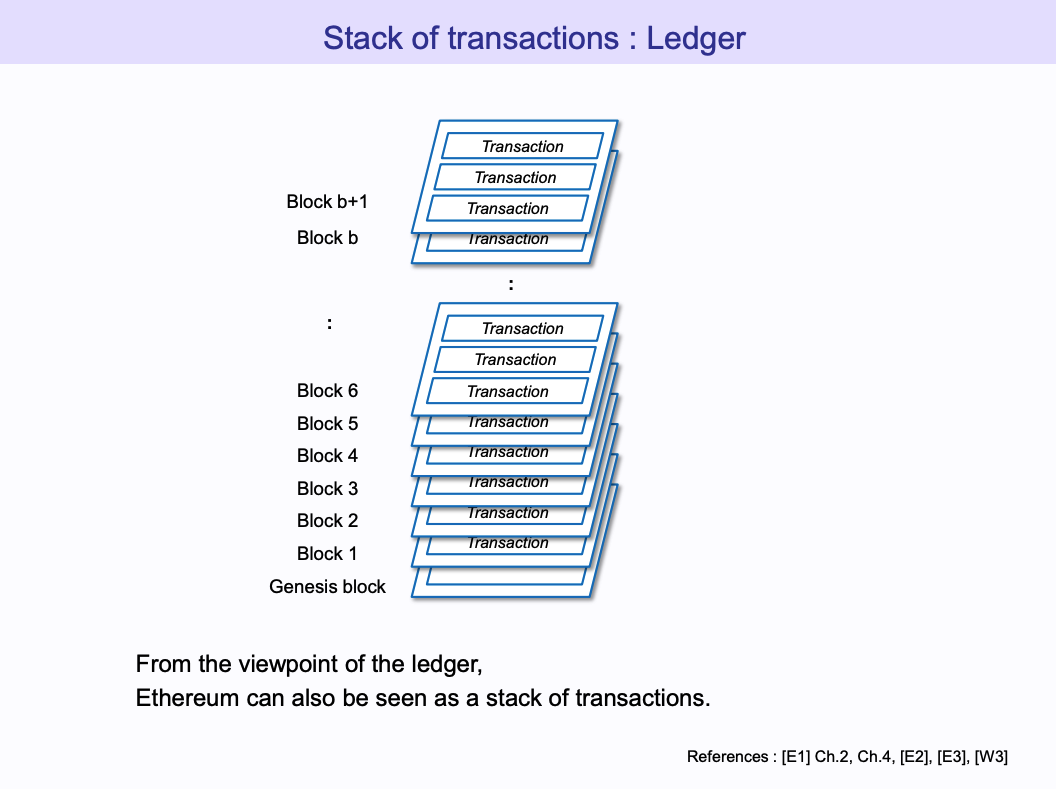 Stack of transactions : Ledger
Transaction
Transaction
Block b+1
Transaction
Block b
Transaction
:
:
Transaction
Transaction
Block 6
Transaction
Block 5
Transaction
Block 4
Transaction
Block 3
Transaction
Block 2
Transaction
Block 1
Transaction
Genesis block
From the viewpoint of the ledger,
Ethereum can also be seen as a stack of transactions.
References : [E1] Ch.2, Ch.4, [E2], [E3], [W3]